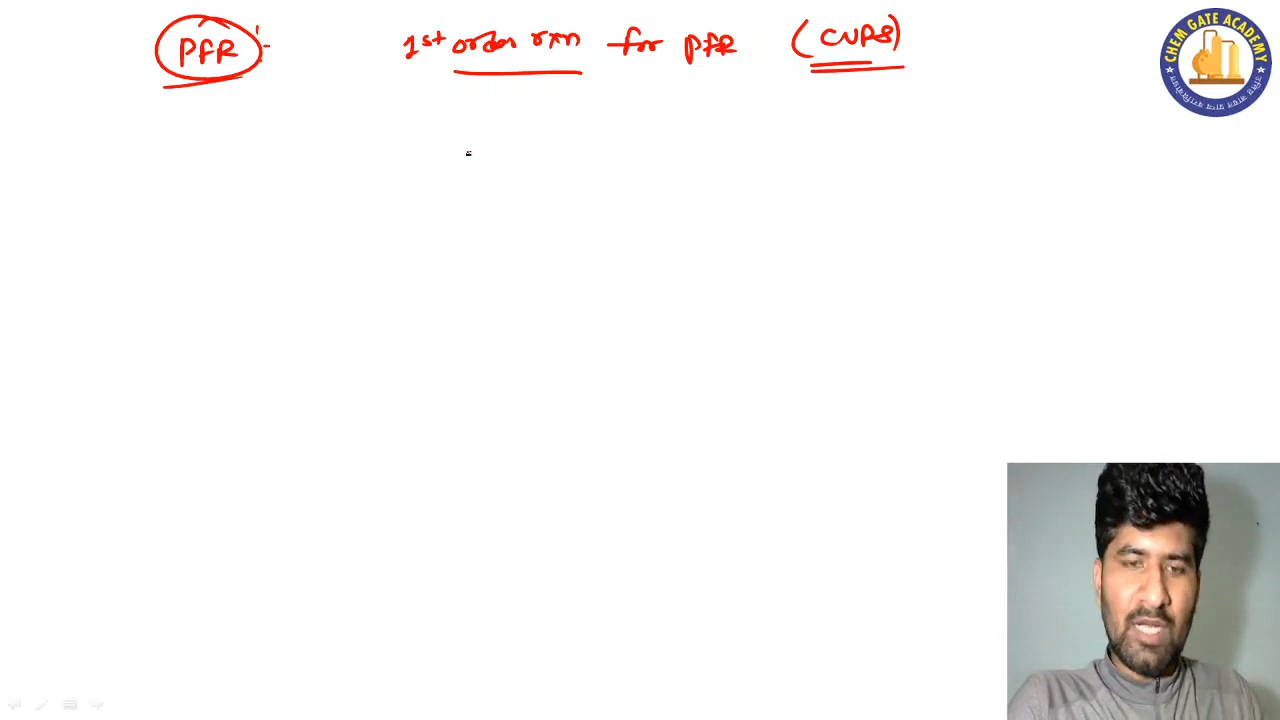 PFR :- 1st order rxn for PFR (CVRS)
CHEM GATE ACADEMY